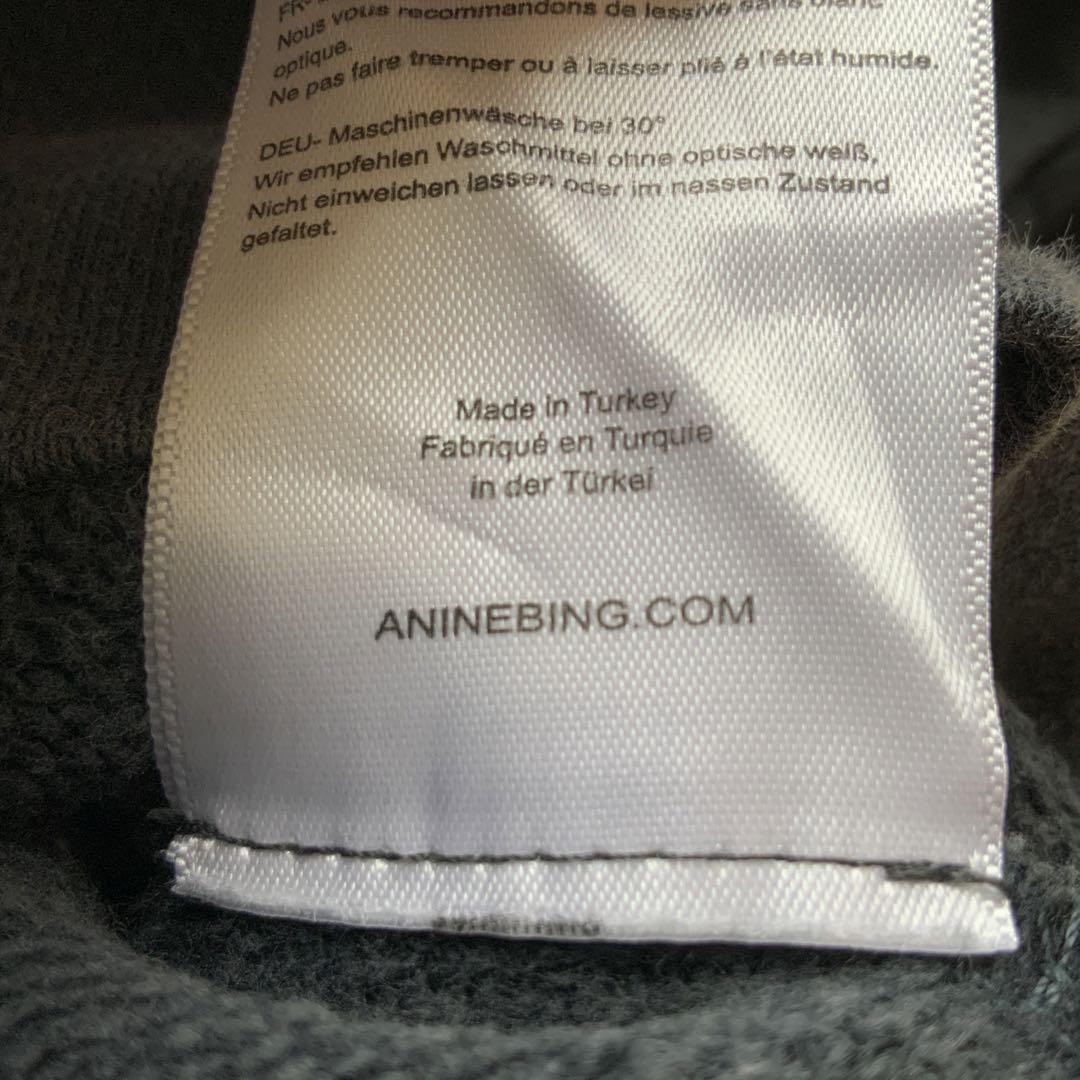 FR-
Nous vous recommandons de lessive sans blanc
optique.
Ne pas faire tremper ou à laisser plié à l'état humide.
DEU- Maschinenwäsche bei 30°
Wir empfehlen Waschmittel ohne optische weiß,
Nicht einweichen lassen oder im nassen Zustand
gefaltet.
Made in Turkey
Fabriqué en Turquie
in der Türkei
ANINEBING.COM